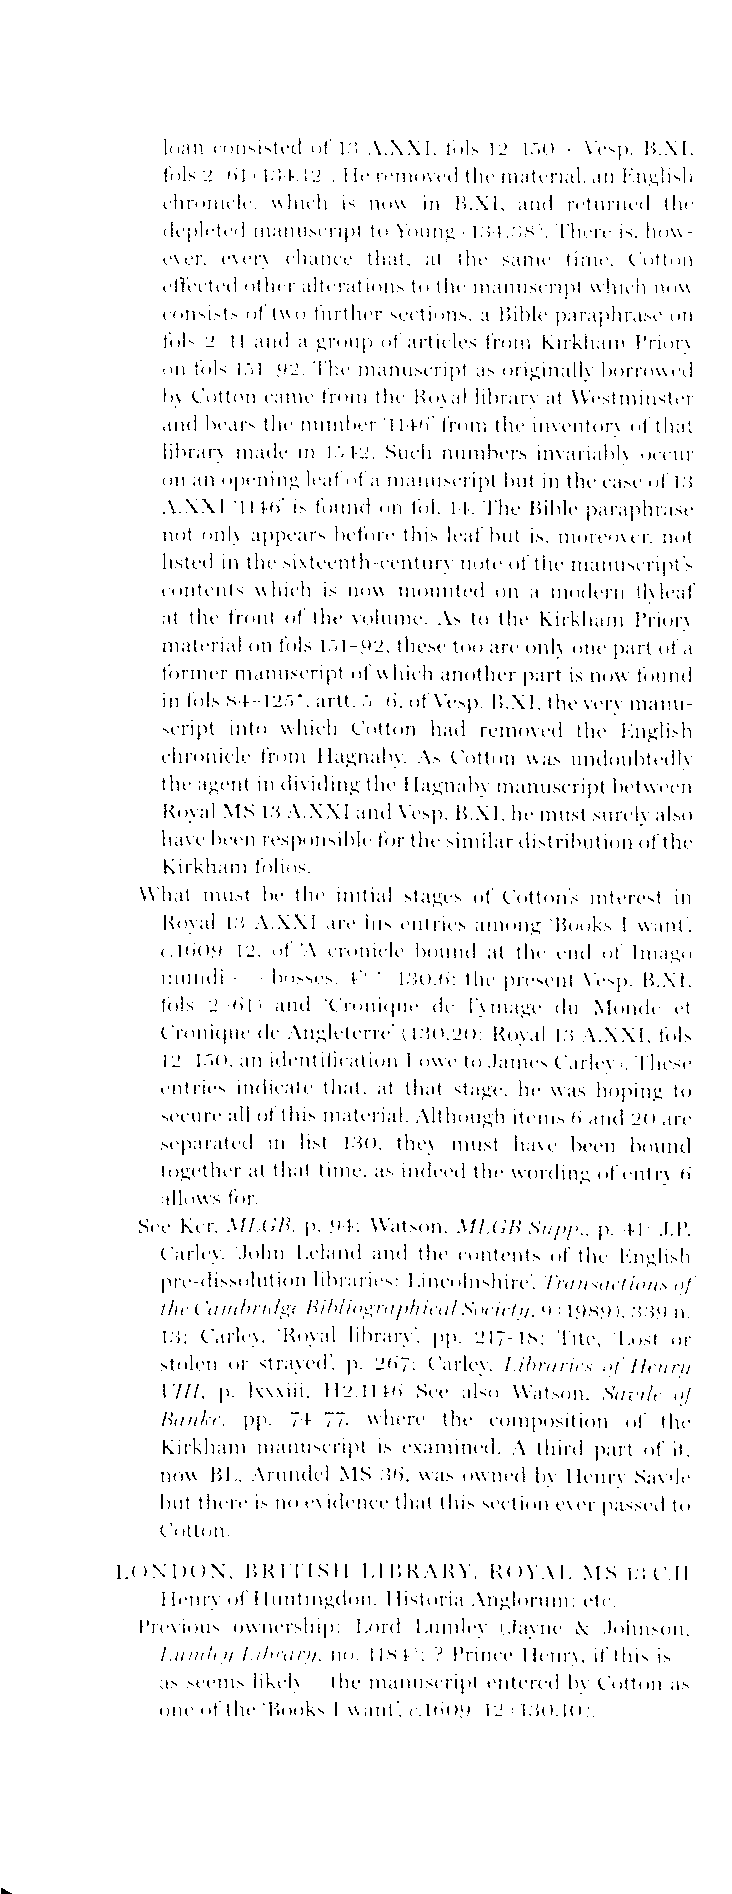 loan consisted of 13 A.XXI, fols 12–150 + Vesp. B.XI,
fols 2–61 (134.12). He removed the material, an English
chronicle, which is now in B.XI, and returned the
depleted manuscript to Young (134.38). There is, how-
ever, every chance that, at the same time, Cotton
effected other alterations to the manuscript which now
consists of two further sections, a Bible paraphrase on
fols 2–11 and a group of articles from Kirkham Priory
on fols 151–92. The manuscript as originally borrowed
by Cotton came from the Royal library at Westminster
and bears the number '1146' from the inventory of that
library made in 1542. Such numbers invariably occur
on an opening leaf of a manuscript but in the case of 13
A.XXI '1146' is found on fol. 14. The Bible paraphrase
not only appears before this leaf but is, moreover, not
listed in the sixteenth-century note of the manuscript's
contents which is now mounted on a modern flyleaf
at the front of the volume. As to the Kirkham Priory
material on fols 151–92, these too are only one part of a
former manuscript of which another part is now found
in fols 84–125*, artt. 5–6, of Vesp. B.XI, the very manu-
script into which Cotton had removed the English
chronicle from Hagnaby. As Cotton was undoubtedly
the agent in dividing the Hagnaby manuscript between
Royal MS 13 A.XXI and Vesp. B.XI, he must surely also
have been responsible for the similar distribution of the
Kirkham folios.
What must be the initial stages of Cotton's interest in
Royal 13 A.XXI are his entries among 'Books I want',
c.1609–12, of 'A cronicle bound at the end of Imago
mundi bosses. 4º' (130.6: the present Vesp. B.XI,
fols 2–61) and 'Cronique de l'ymage du Monde et
Cronique de Angleterre' (130.20: Royal 13 A.XXI, fols
12–150, an identification I owe to James Carley). These
entries indicate that, at that stage, he was hoping to
secure all of this material. Although items 6 and 20 are
separated in list 130, they must have been bound
together at that time, as indeed the wording of entry 6
allows for.
See Ker, MLGB, p. 94; Watson, MLGB Supp., p. 41; J.P.
Carley, 'John Leland and the contents of the English
pre-dissolution libraries: Lincolnshire', Transactions of
the Cambridge Bibliographical Society, 9 (1989), 339 n.
13; Carley, 'Royal library', pp. 217–18; Tite, 'Lost or
stolen or strayed', p. 267; Carley, Libraries of Henry
VIII, p. lxxxiii, H2.1146. See also Watson, Savile of
Banke, pp. 74–77, where the composition of the
Kirkham manuscript is examined. A third part of it,
now BL, Arundel MS 36, was owned by Henry Savile
but there is no evidence that this section ever passed to
Cotton.
LONDON, BRITISH LIBRARY, ROYAL MS 13 C.II
Henry of Huntingdon, Historia Anglorum; etc.
Previous ownership: Lord Lumley (Jayne & Johnson,
Lumley Library, no. 1184); ? Prince Henry, if this is –
as seems likely – the manuscript entered by Cotton as
one of the 'Books I want', c.1609–12 (130.10).